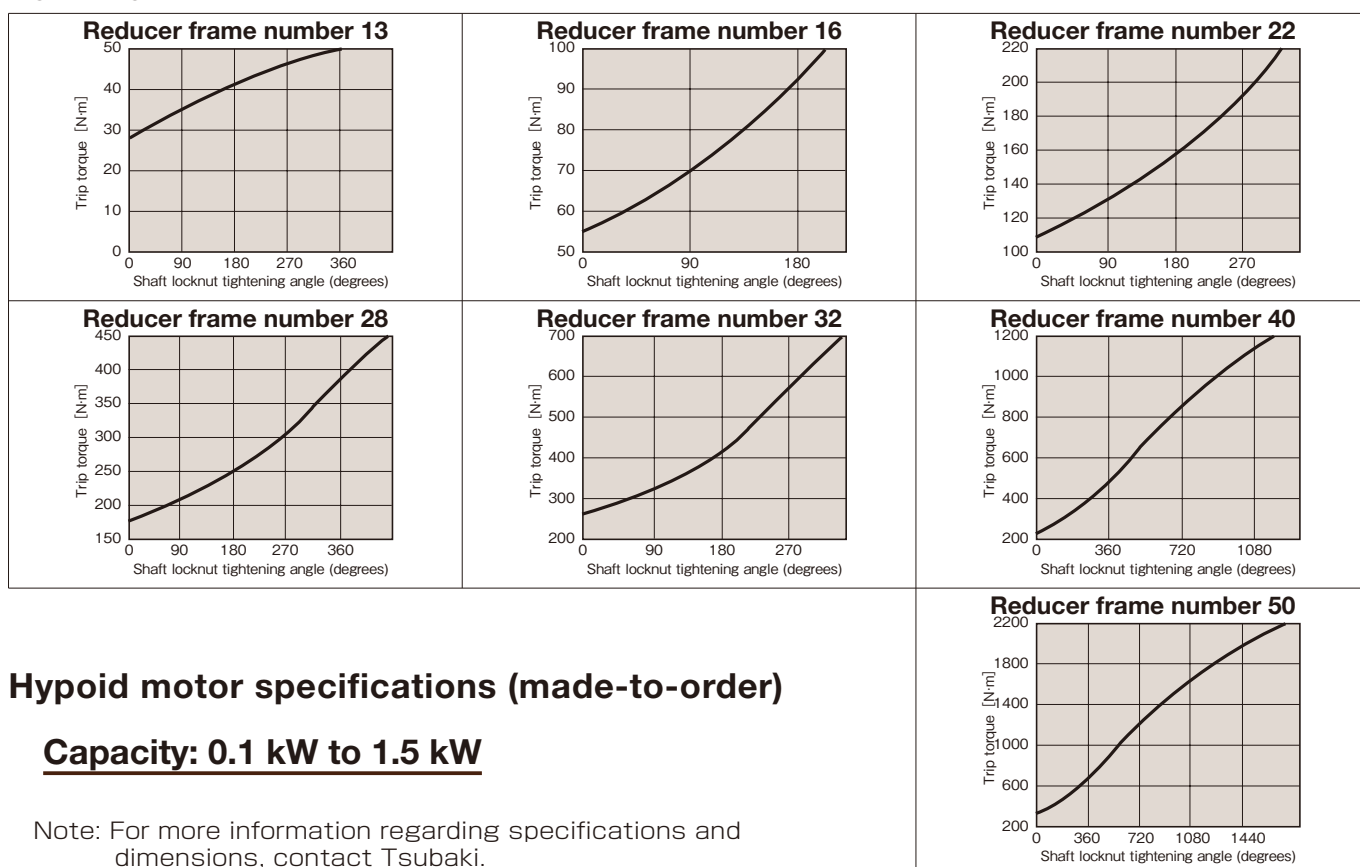 Reducer frame number 13
Trip torque [N·m]
50
40
30
20
10
0
0 90 180 270 360
Shaft locknut tightening angle (degrees)
Reducer frame number 16
Trip torque [N·m]
100
90
80
70
60
50
0 90 180
Shaft locknut tightening angle (degrees)
Reducer frame number 22
Trip torque [N·m]
220
200
180
160
140
120
100
0 90 180 270
Shaft locknut tightening angle (degrees)
Reducer frame number 28
Trip torque [N·m]
450
400
350
300
250
200
150
0 90 180 270 360
Shaft locknut tightening angle (degrees)
Reducer frame number 32
Trip torque [N·m]
700
600
500
400
300
200
0 90 180 270
Shaft locknut tightening angle (degrees)
Reducer frame number 40
Trip torque [N·m]
1200
1000
800
600
400
200
0 360 720 1080
Shaft locknut tightening angle (degrees)
Reducer frame number 50
Trip torque [N·m]
2200
1800
1400
1000
600
200
0 360 720 1080 1440
Shaft locknut tightening angle (degrees)
Hypoid motor specifications (made-to-order)
Capacity: 0.1 kW to 1.5 kW
Note: For more information regarding specifications and
dimensions, contact Tsubaki.